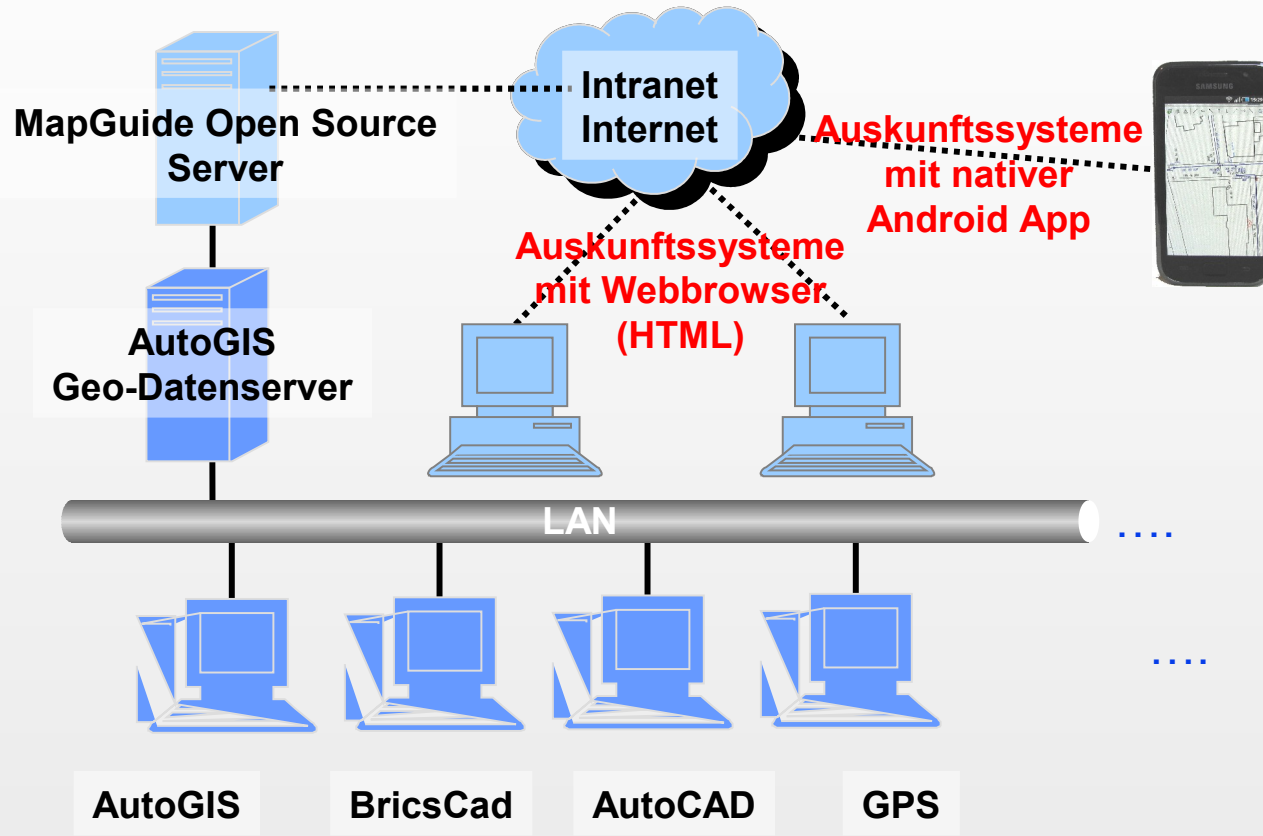 Intranet
Internet
MapGuide Open Source
Server
SAMSUNG
Auskunftssysteme
mit nativer
Android App
Auskunftssysteme
mit Webbrowser
(HTML)
AutoGIS
Geo-Datenserver
LAN
....
....
AutoGIS
BricsCad
AutoCAD
GPS